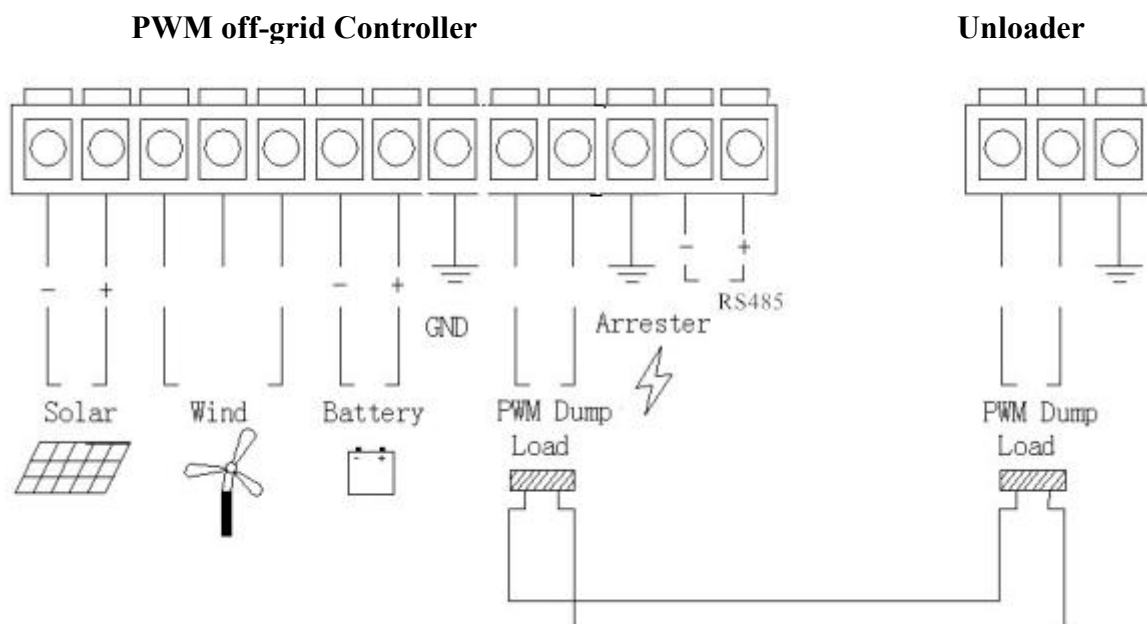 PWM off-grid Controller Unloader
- + - + - +
RS485
GND Arrester
Solar Wind Battery PWM Dump PWM Dump
Load Load
- +